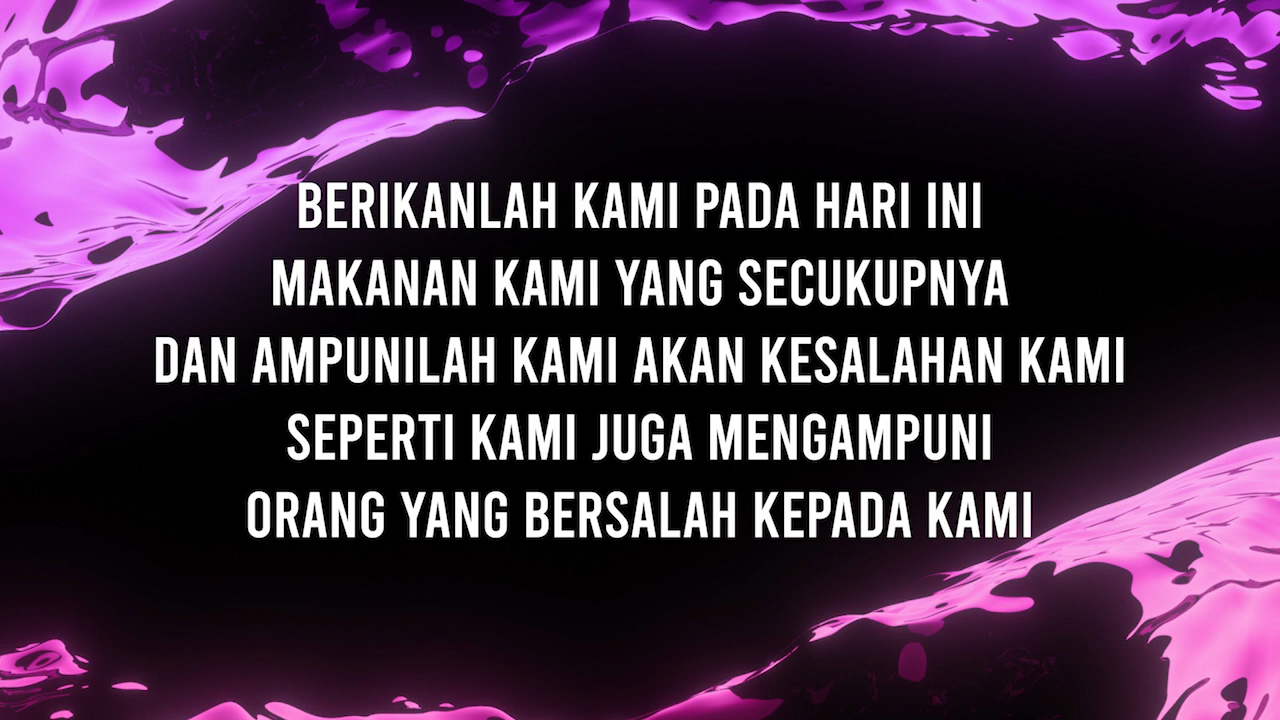 BERIKANLAH KAMI PADA HARI INI
MAKANAN KAMI YANG SECUKUPNYA
DAN AMPUNILAH KAMI AKAN KESALAHAN KAMI
SEPERTI KAMI JUGA MENGAMPUNI
ORANG YANG BERSALAH KEPADA KAMI